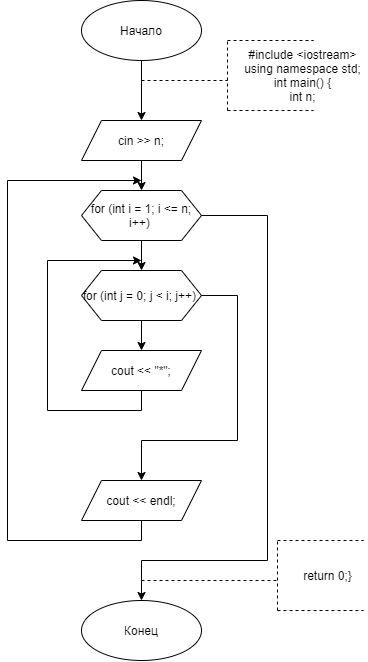 Начало
#include <iostream>
using namespace std;
int main() {
int n;
cin >> n;
for (int i = 1; i <= n;
i++)
for (int j = 0; j < i; j++)
cout << "*";
cout << endl;
return 0;}
Конец